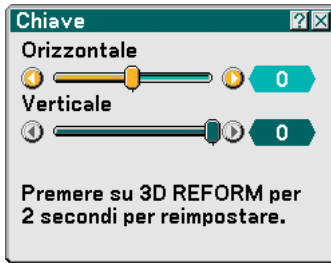 Chiave
Orizzontale
0
Verticale
0
Premere su 3D REFORM per
2 secondi per reimpostare.